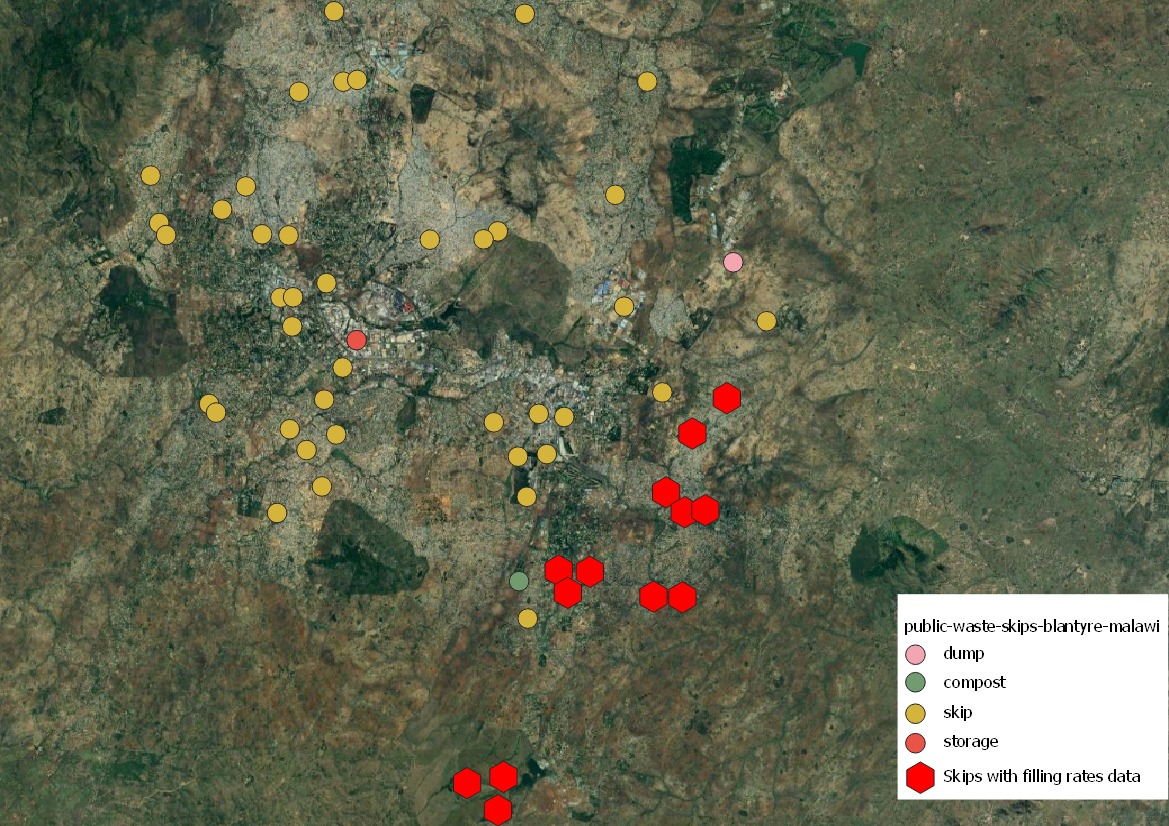 public-waste-skips-blantyre-malawi
dump
compost
skip
storage
Skips with filling rates data